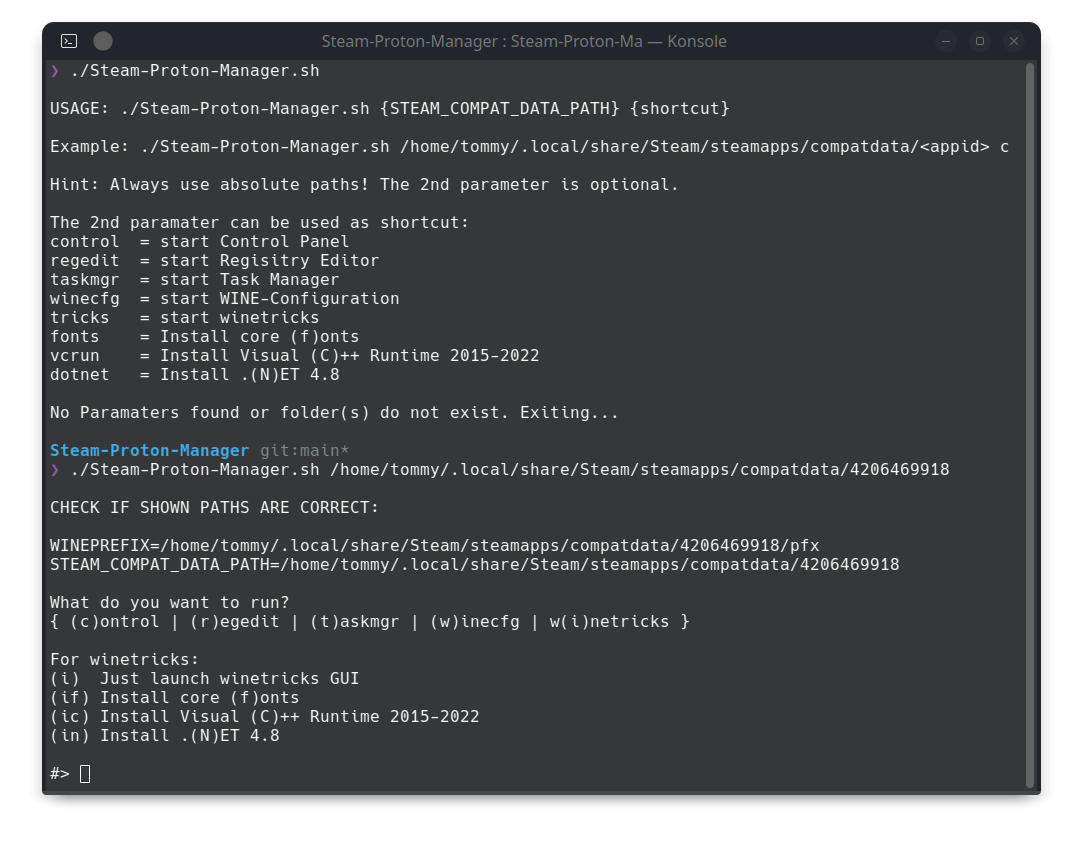 Steam-Proton-Manager : Steam-Proton-Ma — Konsole
❯ ./Steam-Proton-Manager.sh
USAGE: ./Steam-Proton-Manager.sh {STEAM_COMPAT_DATA_PATH} {shortcut}
Example: ./Steam-Proton-Manager.sh /home/tommy/.local/share/Steam/steamapps/compatdata/<appid> c
Hint: Always use absolute paths! The 2nd parameter is optional.
The 2nd paramater can be used as shortcut:
control  = start Control Panel
regedit  = start Regisitry Editor
taskmgr  = start Task Manager
winecfg  = start WINE-Configuration
tricks   = start winetricks
fonts    = Install core (f)onts
vcrun    = Install Visual (C)++ Runtime 2015-2022
dotnet   = Install .(N)ET 4.8
No Paramaters found or folder(s) do not exist. Exiting...
Steam-Proton-Manager git:main*
❯ ./Steam-Proton-Manager.sh /home/tommy/.local/share/Steam/steamapps/compatdata/4206469918
CHECK IF SHOWN PATHS ARE CORRECT:
WINEPREFIX=/home/tommy/.local/share/Steam/steamapps/compatdata/4206469918/pfx
STEAM_COMPAT_DATA_PATH=/home/tommy/.local/share/Steam/steamapps/compatdata/4206469918
What do you want to run?
{ (c)ontrol | (r)egedit | (t)askmgr | (w)inecfg | w(i)netricks }
For winetricks:
(i)  Just launch winetricks GUI
(if) Install core (f)onts
(ic) Install Visual (C)++ Runtime 2015-2022
(in) Install .(N)ET 4.8
#>